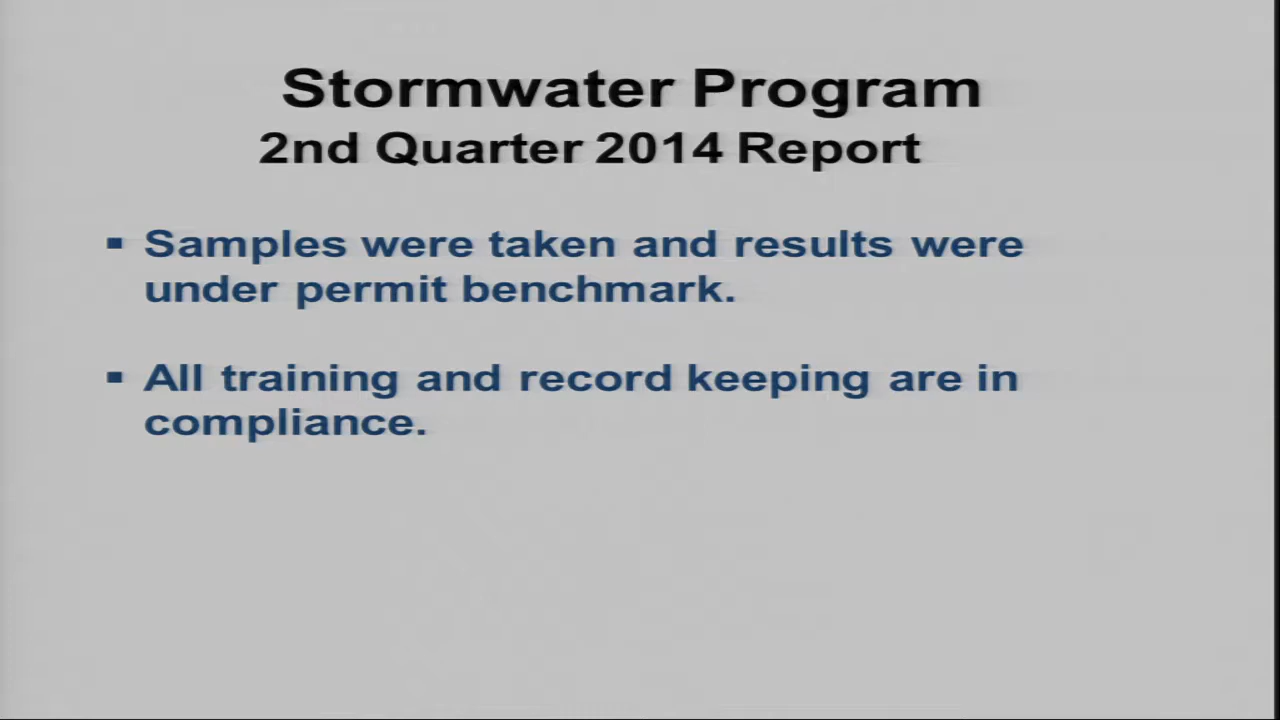 Stormwater Program
2nd Quarter 2014 Report
▪ Samples were taken and results were
under permit benchmark.
▪ All training and record keeping are in
compliance.